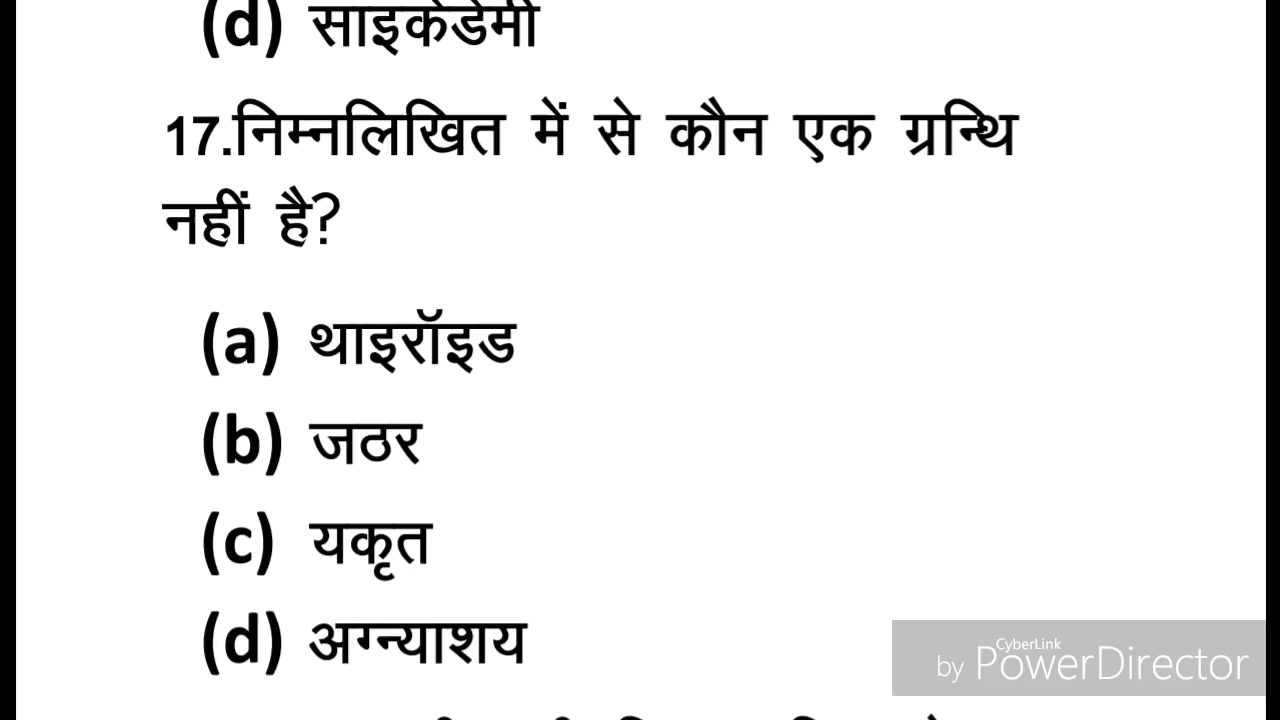 (d) साइकेडेमी
17.निम्नलिखित में से कौन एक ग्रन्थि
नहीं है?
(a) थाइरॉइड
(b) जठर
(c) यकृत
(d) अग्न्याशय
CyberLink
by PowerDirector